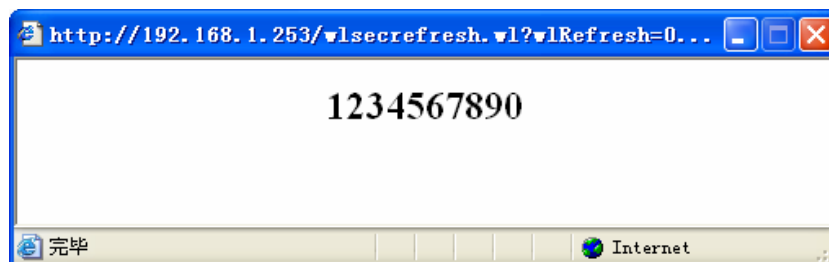 http://192.168.1.253/wlsecrefresh.wl?wlRefresh=0...
1234567890
完毕
Internet